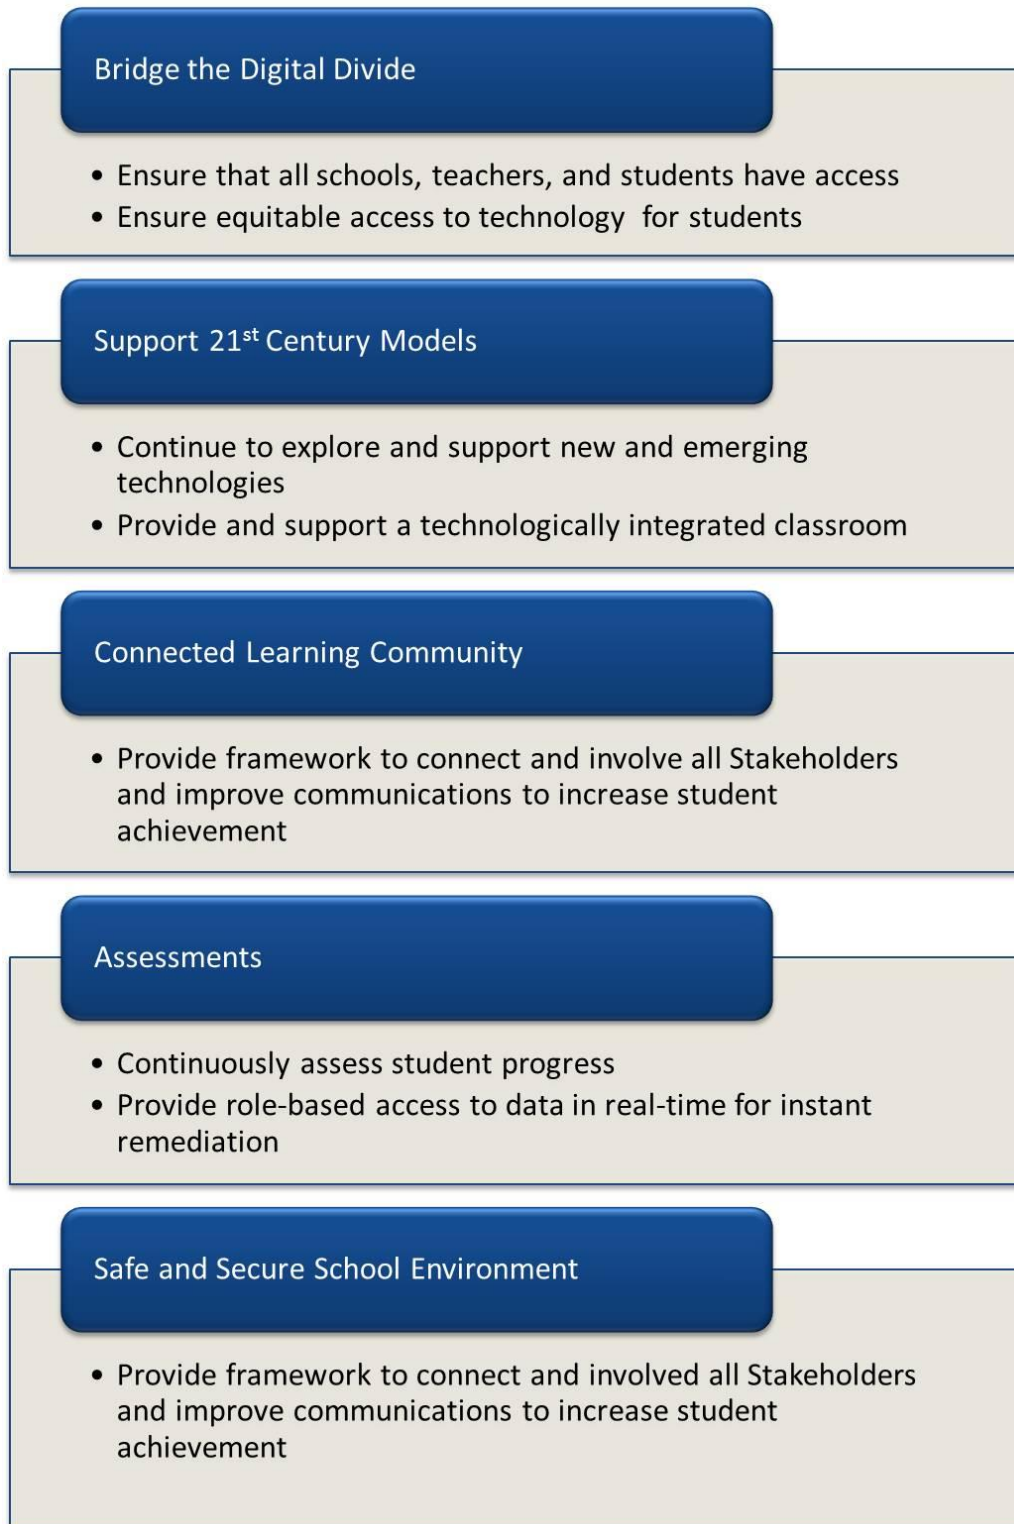 Bridge the Digital Divide
• Ensure that all schools, teachers, and students have access
• Ensure equitable access to technology  for students
Support 21st Century Models
• Continue to explore and support new and emerging
technologies
• Provide and support a technologically integrated classroom
Connected Learning Community
• Provide framework to connect and involve all Stakeholders
and improve communications to increase student
achievement
Assessments
• Continuously assess student progress
• Provide role-based access to data in real-time for instant
remediation
Safe and Secure School Environment
• Provide framework to connect and involved all Stakeholders
and improve communications to increase student
achievement